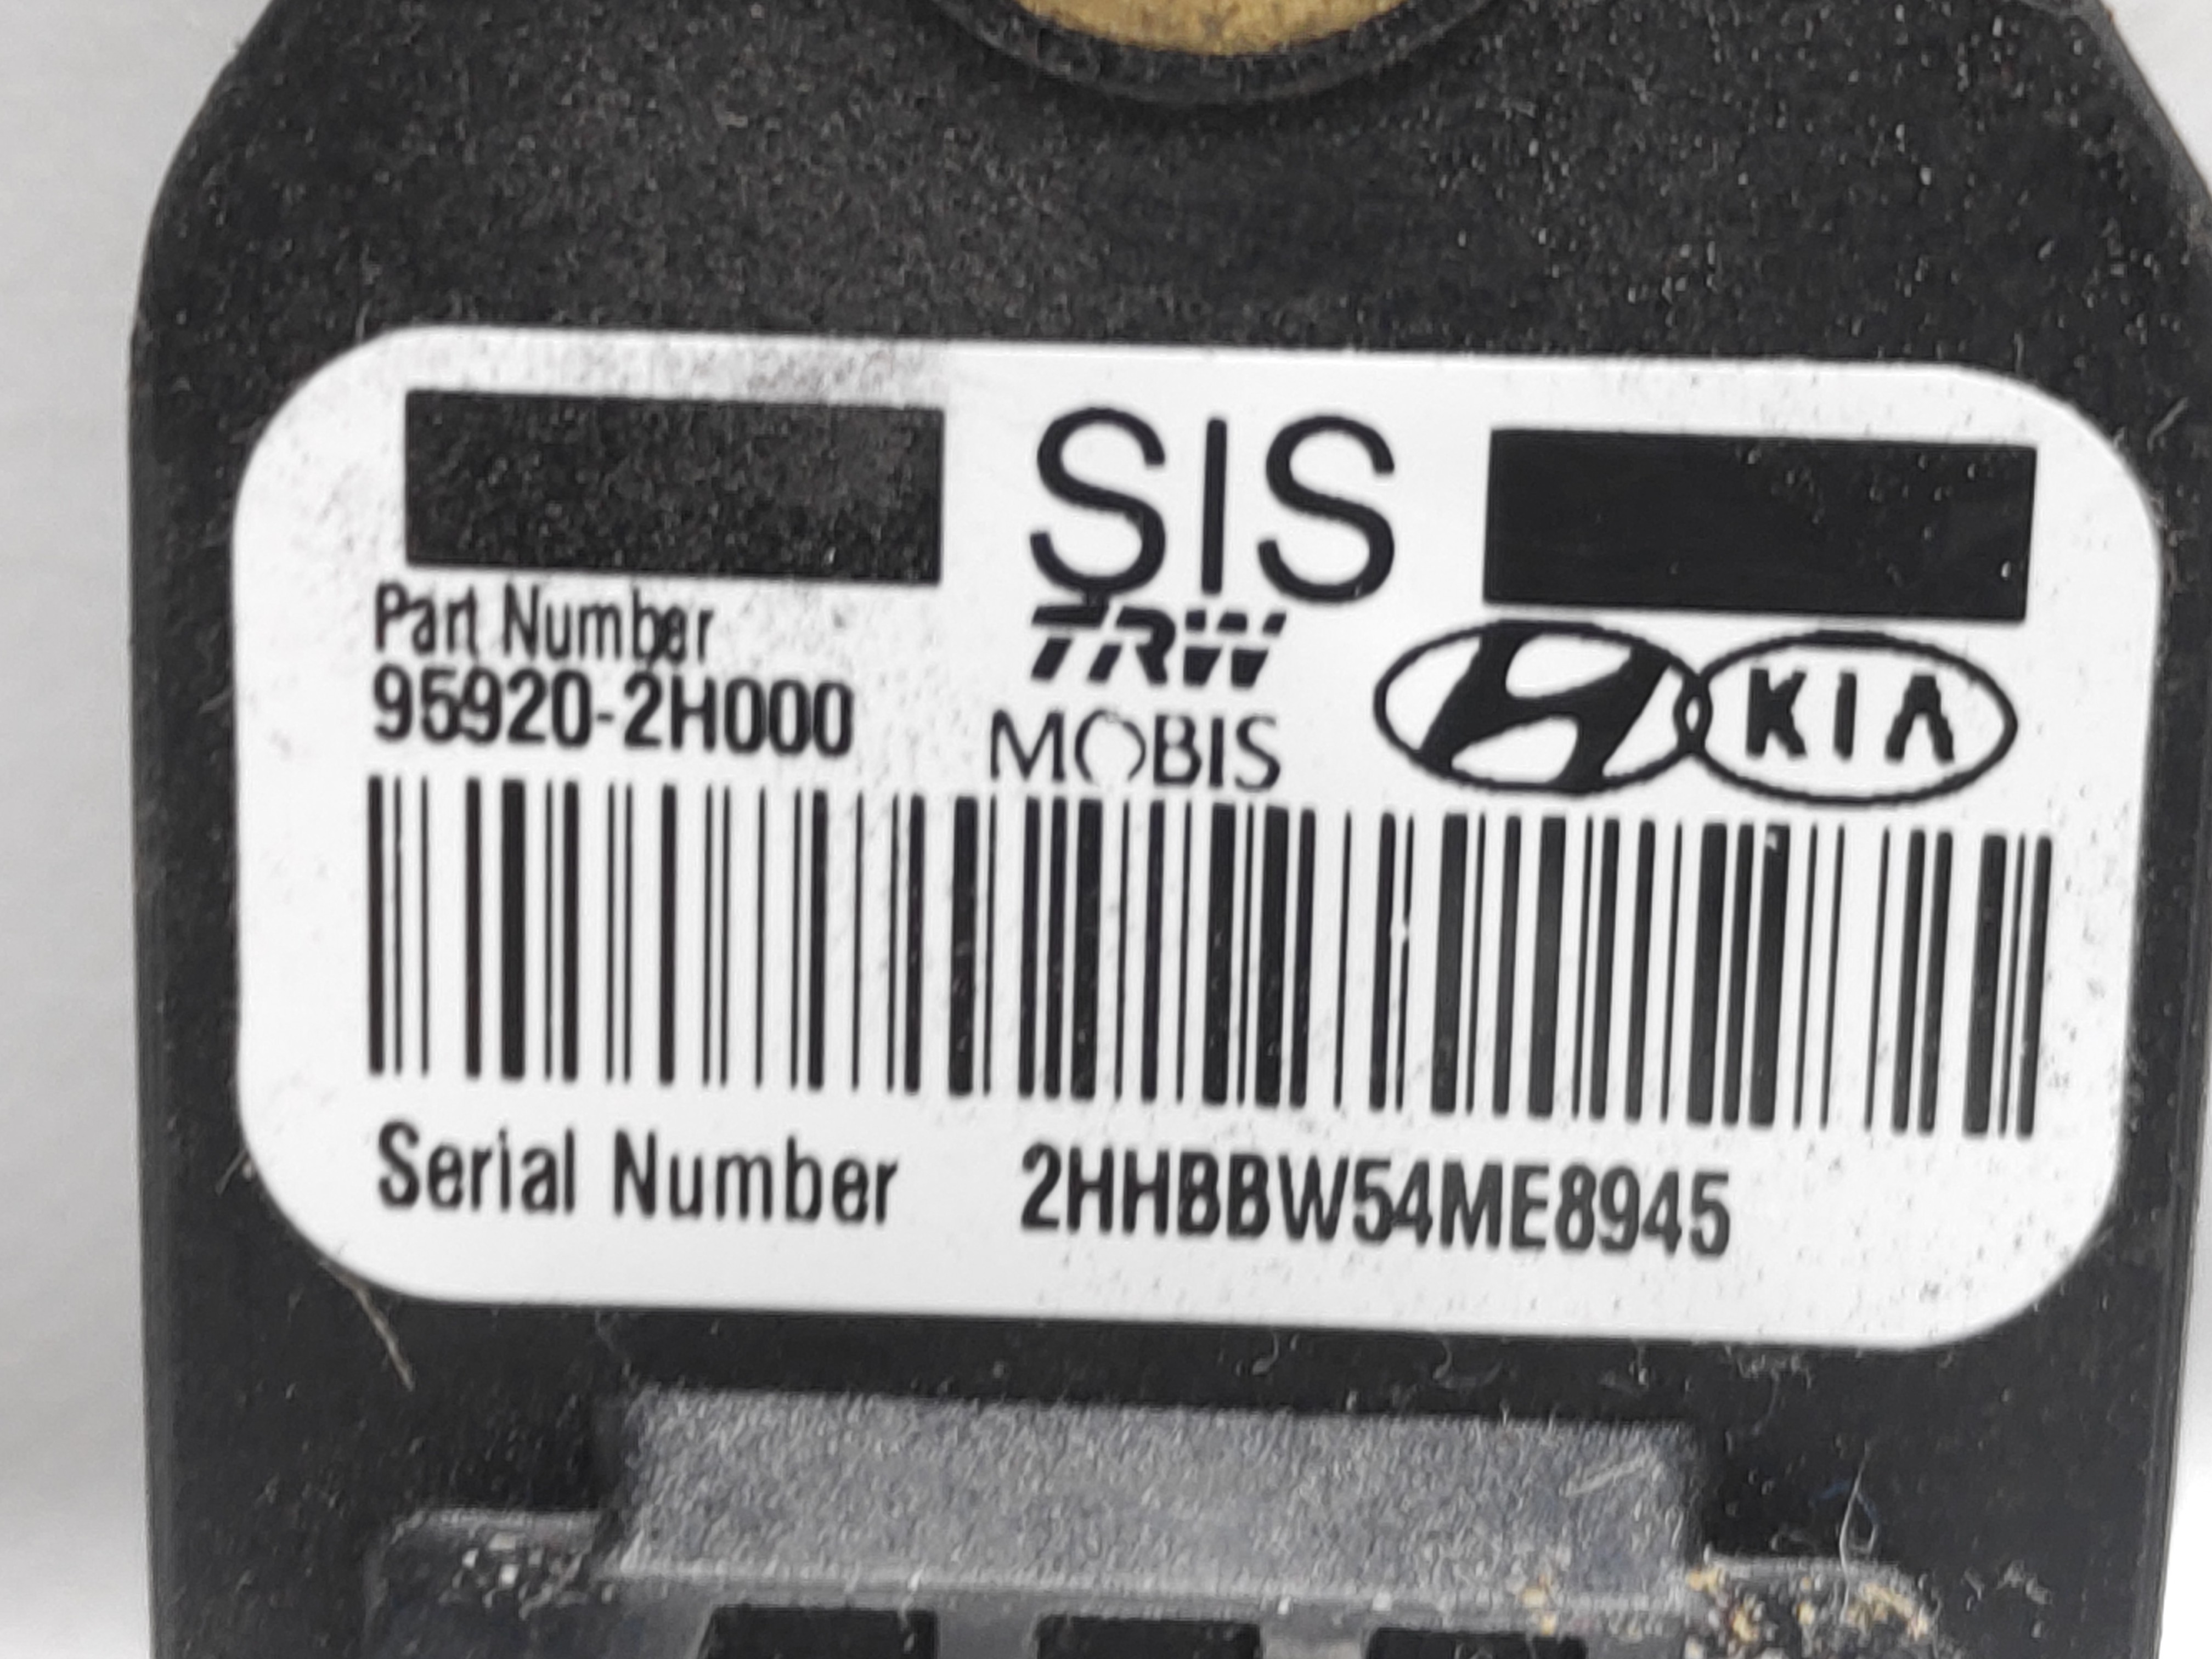 SIS
Part Number
95920-2H000
TRW
MOBIS
KIA
Serial Number 2HHBBW54ME8945